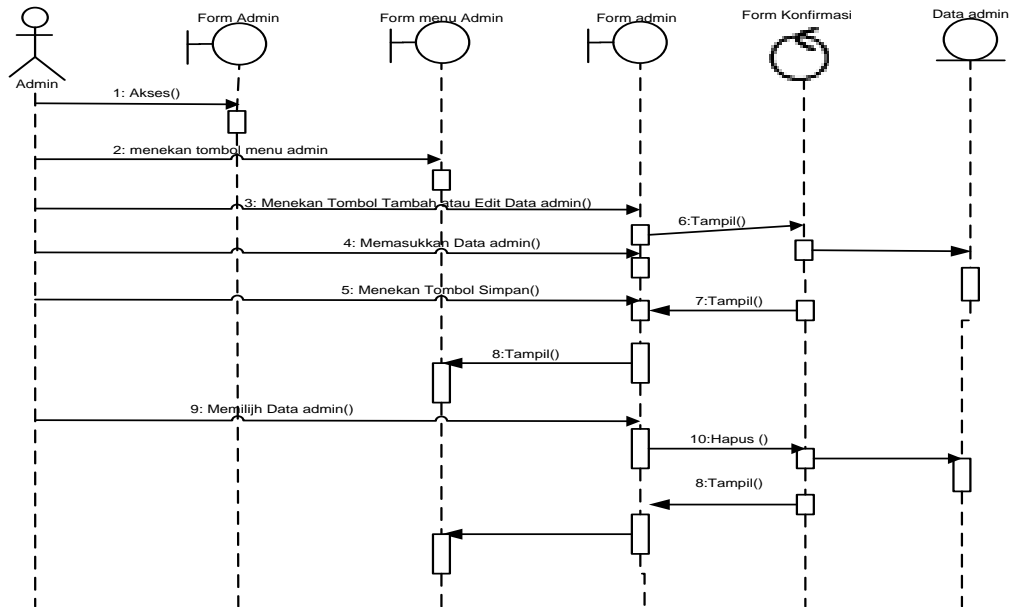 Form Admin
Form menu Admin
Form admin
Form Konfirmasi
Data admin
Admin
1: Akses()
2: menekan tombol menu admin
3: Menekan Tombol Tambah atau Edit Data admin()
6:Tampil()
4: Memasukkan Data admin()
5: Menekan Tombol Simpan()
7:Tampil()
8:Tampil()
9: Memilijh Data admin()
10:Hapus ()
8:Tampil()